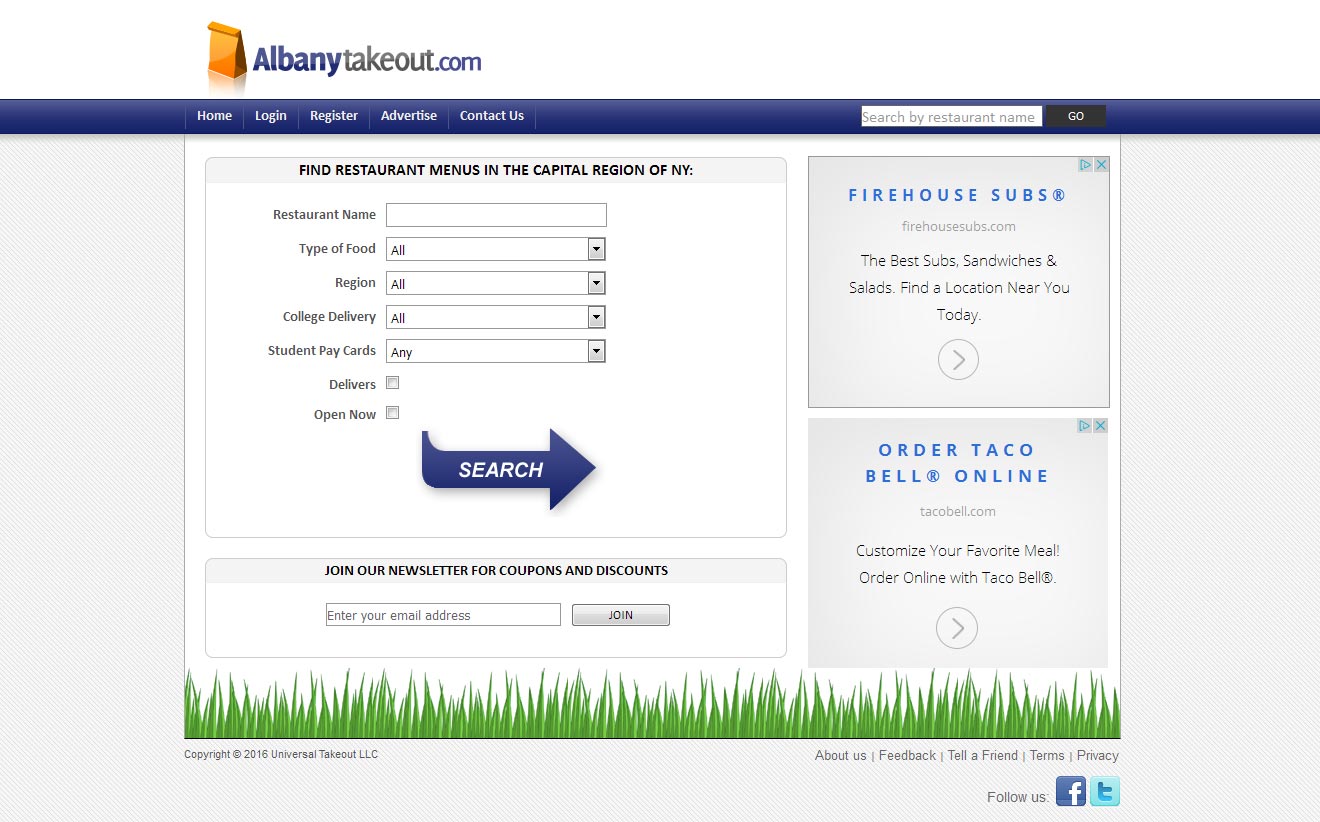 Albanytakeout.com
Home Login Register Advertise Contact Us Search by restaurant name GO
FIND RESTAURANT MENUS IN THE CAPITAL REGION OF NY:
Restaurant Name
Type of Food All
Region All
College Delivery All
Student Pay Cards Any
Delivers
Open Now
SEARCH
JOIN OUR NEWSLETTER FOR COUPONS AND DISCOUNTS
Enter your email address JOIN
FIREHOUSE SUBS®
firehousesubs.com
The Best Subs, Sandwiches &
Salads. Find a Location Near You
Today.
ORDER TACO
BELL® ONLINE
tacobell.com
Customize Your Favorite Meal!
Order Online with Taco Bell®.
Copyright © 2016 Universal Takeout LLC
About us | Feedback | Tell a Friend | Terms | Privacy
Follow us: